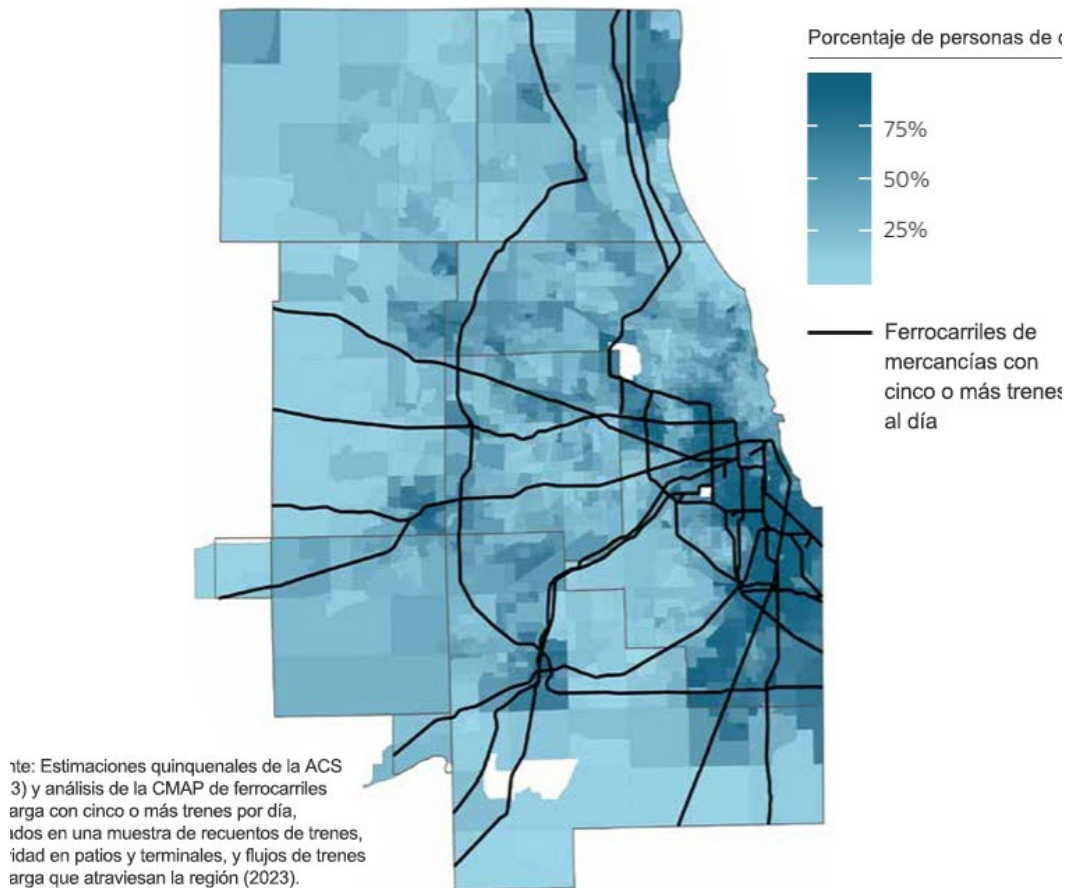 Porcentaje de personas de
75%
50%
25%
Ferrocarriles de
mercancías con
cinco o más trenes
al día
nte: Estimaciones quinquenales de la ACS
3) y análisis de la CMAP de ferrocarriles
arga con cinco o más trenes por día,
ados en una muestra de recuentos de trenes,
vidad en patios y terminales, y flujos de trenes
arga que atraviesan la región (2023).